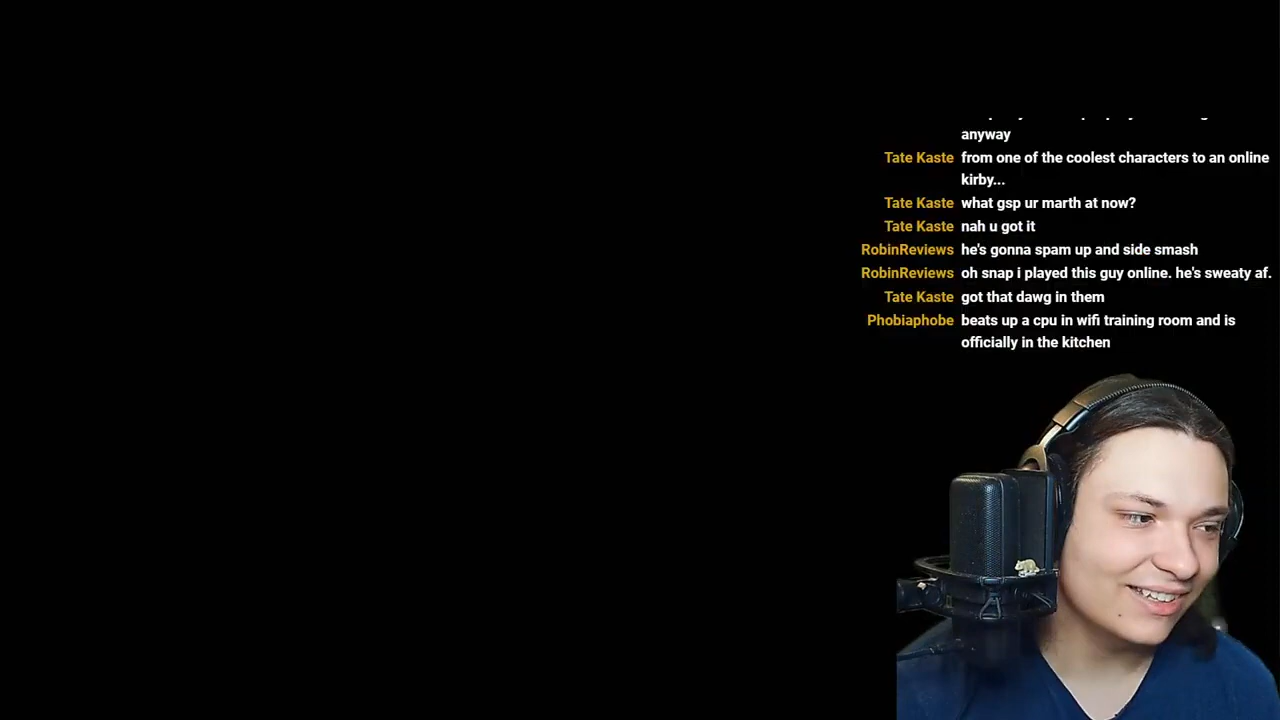 anyway
Tate Kaste from one of the coolest characters to an online
kirby...
Tate Kaste what gsp ur marth at now?
Tate Kaste nah u got it
RobinReviews he's gonna spam up and side smash
RobinReviews oh snap i played this guy online. he's sweaty af.
Tate Kaste got that dawg in them
Phobiaphobe beats up a cpu in wifi training room and is
officially in the kitchen